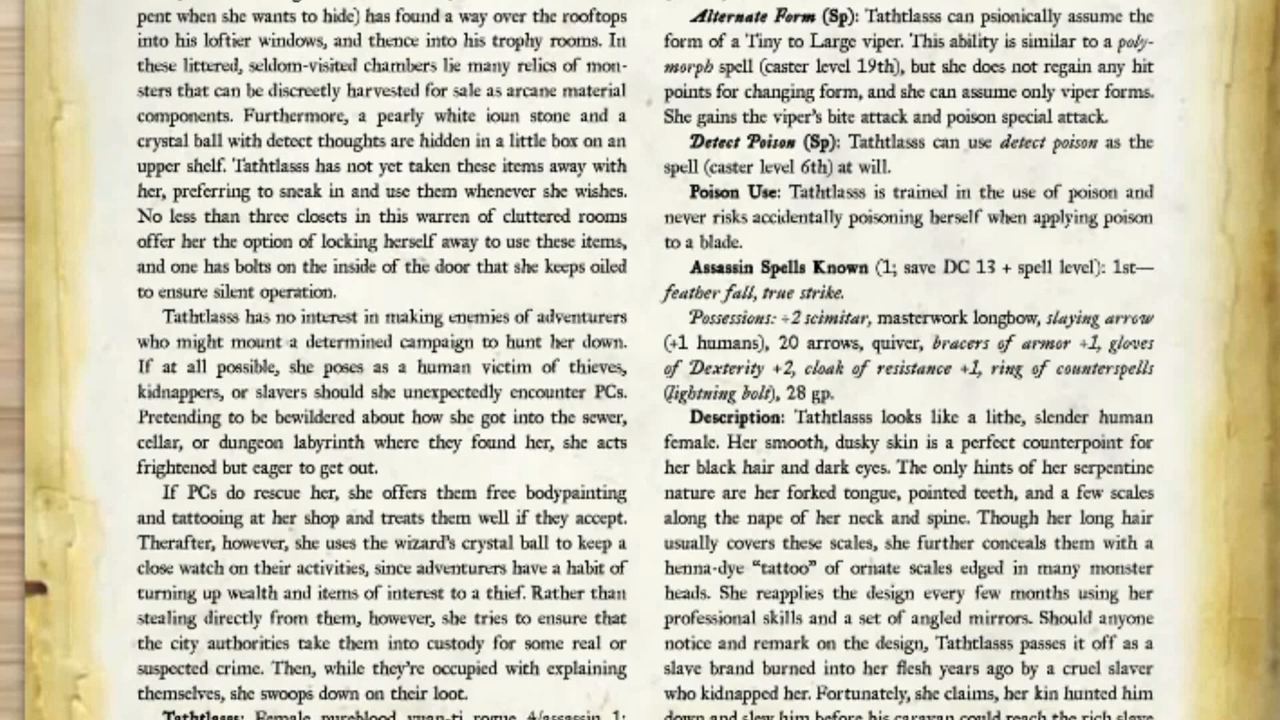 pent when she wants to hide) has found a way over the rooftops
into his loftier windows, and thence into his trophy rooms. In
these littered, seldom-visited chambers lie many relics of mon-
sters that can be discreetly harvested for sale as arcane material
components. Furthermore, a pearly white ioun stone and a
crystal ball with detect thoughts are hidden in a little box on an
upper shelf. Tathtlasss has not yet taken these items away with
her, preferring to sneak in and use them whenever she wishes.
No less than three closets in this warren of cluttered rooms
offer her the option of locking herself away to use these items,
and one has bolts on the inside of the door that she keeps oiled
to ensure silent operation.
Tathtlasss has no interest in making enemies of adventurers
who might mount a determined campaign to hunt her down.
If at all possible, she poses as a human victim of thieves,
kidnappers, or slavers should she unexpectedly encounter PCs.
Pretending to be bewildered about how she got into the sewer,
cellar, or dungeon labyrinth where they found her, she acts
frightened but eager to get out.
If PCs do rescue her, she offers them free bodypainting
and tattooing at her shop and treats them well if they accept.
Therafter, however, she uses the wizard's crystal ball to keep a
close watch on their activities, since adventurers have a habit of
turning up wealth and items of interest to a thief. Rather than
stealing directly from them, however, she tries to ensure that
the city authorities take them into custody for some real or
suspected crime. Then, while they're occupied with explaining
themselves, she swoops down on their loot.
Tathtlasss: Female pureblood yuan-ti rogue 4/assassin 1;
Alternate Form (Sp): Tathtlasss can psionically assume the
form of a Tiny to Large viper. This ability is similar to a poly-
morph spell (caster level 19th), but she does not regain any hit
points for changing form, and she can assume only viper forms.
She gains the viper's bite attack and poison special attack.
Detect Poison (Sp): Tathtlasss can use detect poison as the
spell (caster level 6th) at will.
Poison Use: Tathtlasss is trained in the use of poison and
never risks accidentally poisoning herself when applying poison
to a blade.
Assassin Spells Known (1; save DC 13 + spell level): 1st—
feather fall, true strike.
Possessions: +2 scimitar, masterwork longbow, slaying arrow
(+1 humans), 20 arrows, quiver, bracers of armor +1, gloves
of Dexterity +2, cloak of resistance +1, ring of counterspells
(lightning bolt), 28 gp.
Description: Tathtlasss looks like a lithe, slender human
female. Her smooth, dusky skin is a perfect counterpoint for
her black hair and dark eyes. The only hints of her serpentine
nature are her forked tongue, pointed teeth, and a few scales
along the nape of her neck and spine. Though her long hair
usually covers these scales, she further conceals them with a
henna-dye “tattoo” of ornate scales edged in many monster
heads. She reapplies the design every few months using her
professional skills and a set of angled mirrors. Should anyone
notice and remark on the design, Tathtlasss passes it off as a
slave brand burned into her flesh years ago by a cruel slaver
who kidnapped her. Fortunately, she claims, her kin hunted him
down and slew him before his caravan could reach the rich slave